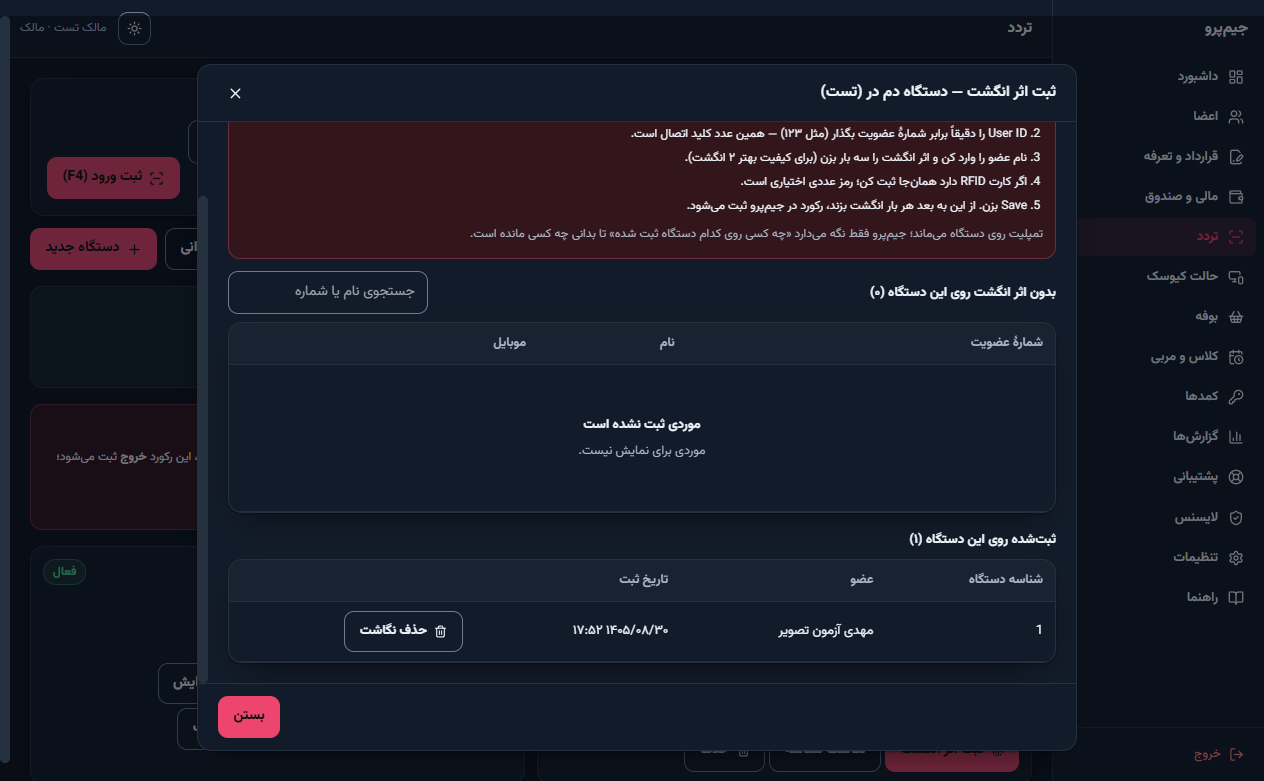 جیم‌پرو
تردد
مالک تست · مالک
داشبورد
اعضا
قرارداد و تعرفه
مالی و صندوق
تردد
حالت کیوسک
بوفه
کلاس و مربی
کمدها
گزارش‌ها
پشتیبانی
لایسنس
تنظیمات
راهنما
خروج
ثبت ورود (F4)
+ دستگاه جدید
، این رکورد خروج ثبت می‌شود؛
فعال
ثبت اثر انگشت — دستگاه دم در (تست)
2. User ID را دقیقاً برابر شمارهٔ عضویت بگذار (مثل ۱۲۳) — همین عدد کلید اتصال است.
3. نام عضو را وارد کن و اثر انگشت را سه بار بزن (برای کیفیت بهتر ۲ انگشت).
4. اگر کارت RFID دارد همان‌جا ثبت کن؛ رمز عددی اختیاری است.
5. Save بزن. از این به بعد هر بار انگشت بزند، رکورد در جیم‌پرو ثبت می‌شود.
تمپلیت روی دستگاه می‌ماند؛ جیم‌پرو فقط نگه می‌دارد «چه کسی روی کدام دستگاه ثبت شده» تا بدانی چه کسی مانده است.
بدون اثر انگشت روی این دستگاه (۰)
جستجوی نام یا شماره
شمارهٔ عضویت نام موبایل
موردی ثبت نشده است
موردی برای نمایش نیست.
ثبت‌شده روی این دستگاه (۱)
شناسه دستگاه عضو تاریخ ثبت
1 مهدی آزمون تصویر ۱۴۰۵/۰۸/۳۰ ۱۷:۵۲ حذف نگاشت
بستن